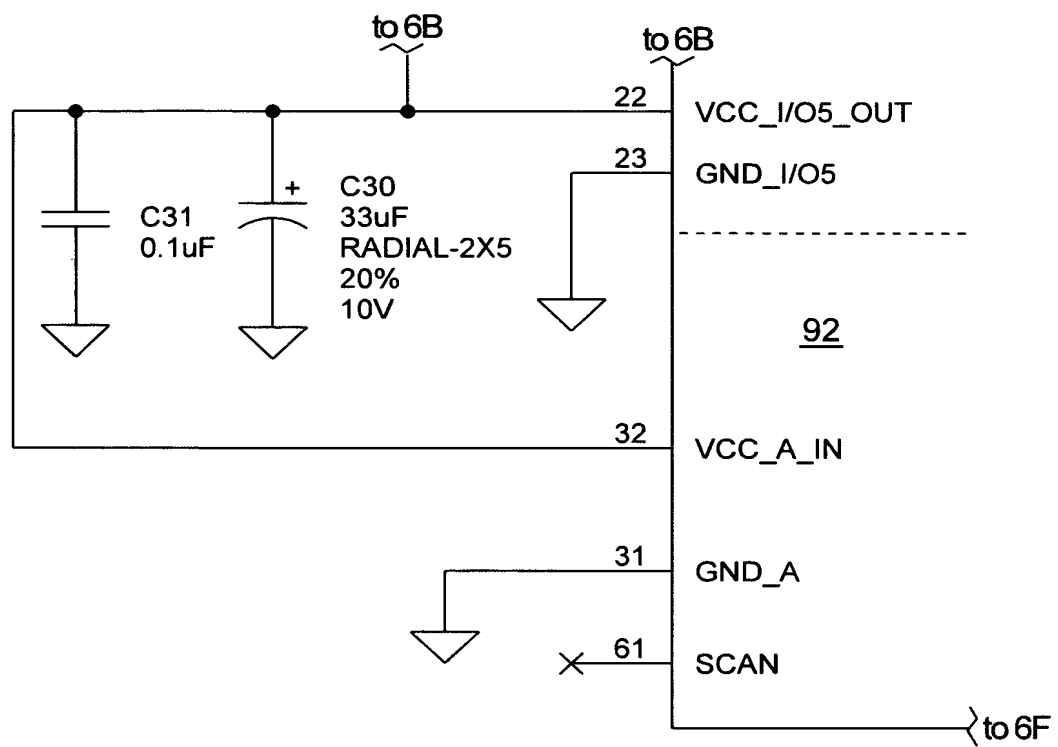 to 6B
to 6B
22
VCC_I/O5_OUT
23
GND_I/O5
+
C30
33uF
RADIAL-2X5
20%
10V
C31
0.1uF
92
32
VCC_A_IN
31
GND_A
61
SCAN
to 6F